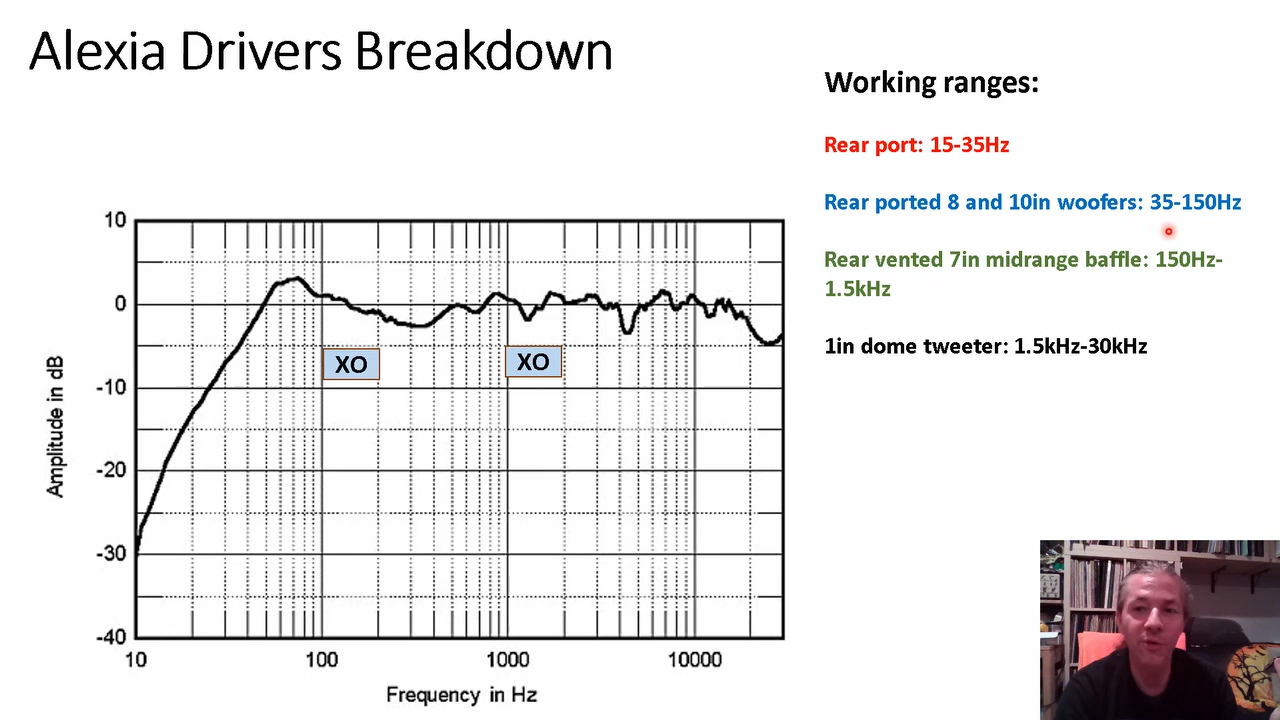 Alexia Drivers Breakdown
Working ranges:
Rear port: 15-35Hz
Rear ported 8 and 10in woofers: 35-150Hz
Rear vented 7in midrange baffle: 150Hz-
1.5kHz
1in dome tweeter: 1.5kHz-30kHz
10
0
-10
-20
-30
-40
Amplitude in dB
XO
XO
10 100 1000 10000
Frequency in Hz